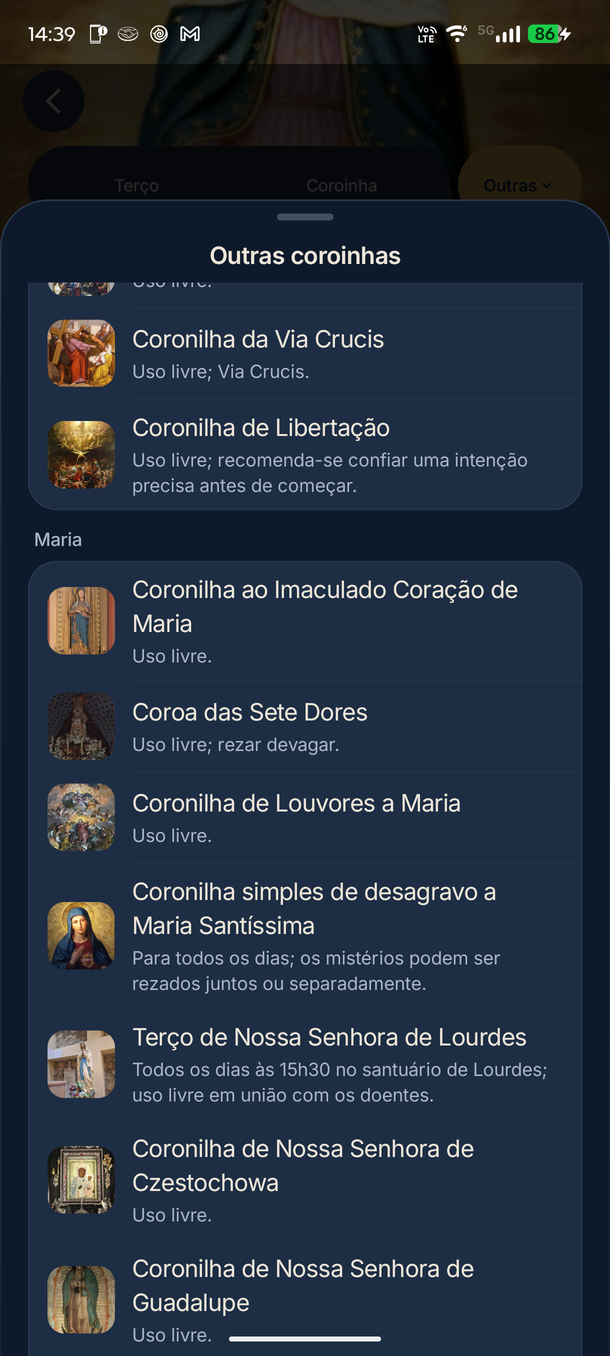 14:39
Vo
LTE
6
5G
86
Terço
Coroinha
Outras
Outras coroinhas
Uso livre.
Coronilha da Via Crucis
Uso livre; Via Crucis.
Coronilha de Libertação
Uso livre; recomenda-se confiar uma intenção
precisa antes de começar.
Maria
Coronilha ao Imaculado Coração de
Maria
Uso livre.
Coroa das Sete Dores
Uso livre; rezar devagar.
Coronilha de Louvores a Maria
Uso livre.
Coronilha simples de desagravo a
Maria Santíssima
Para todos os dias; os mistérios podem ser
rezados juntos ou separadamente.
Terço de Nossa Senhora de Lourdes
Todos os dias às 15h30 no santuário de Lourdes;
uso livre em união com os doentes.
Coronilha de Nossa Senhora de
Czestochowa
Uso livre.
Coronilha de Nossa Senhora de
Guadalupe
Uso livre.